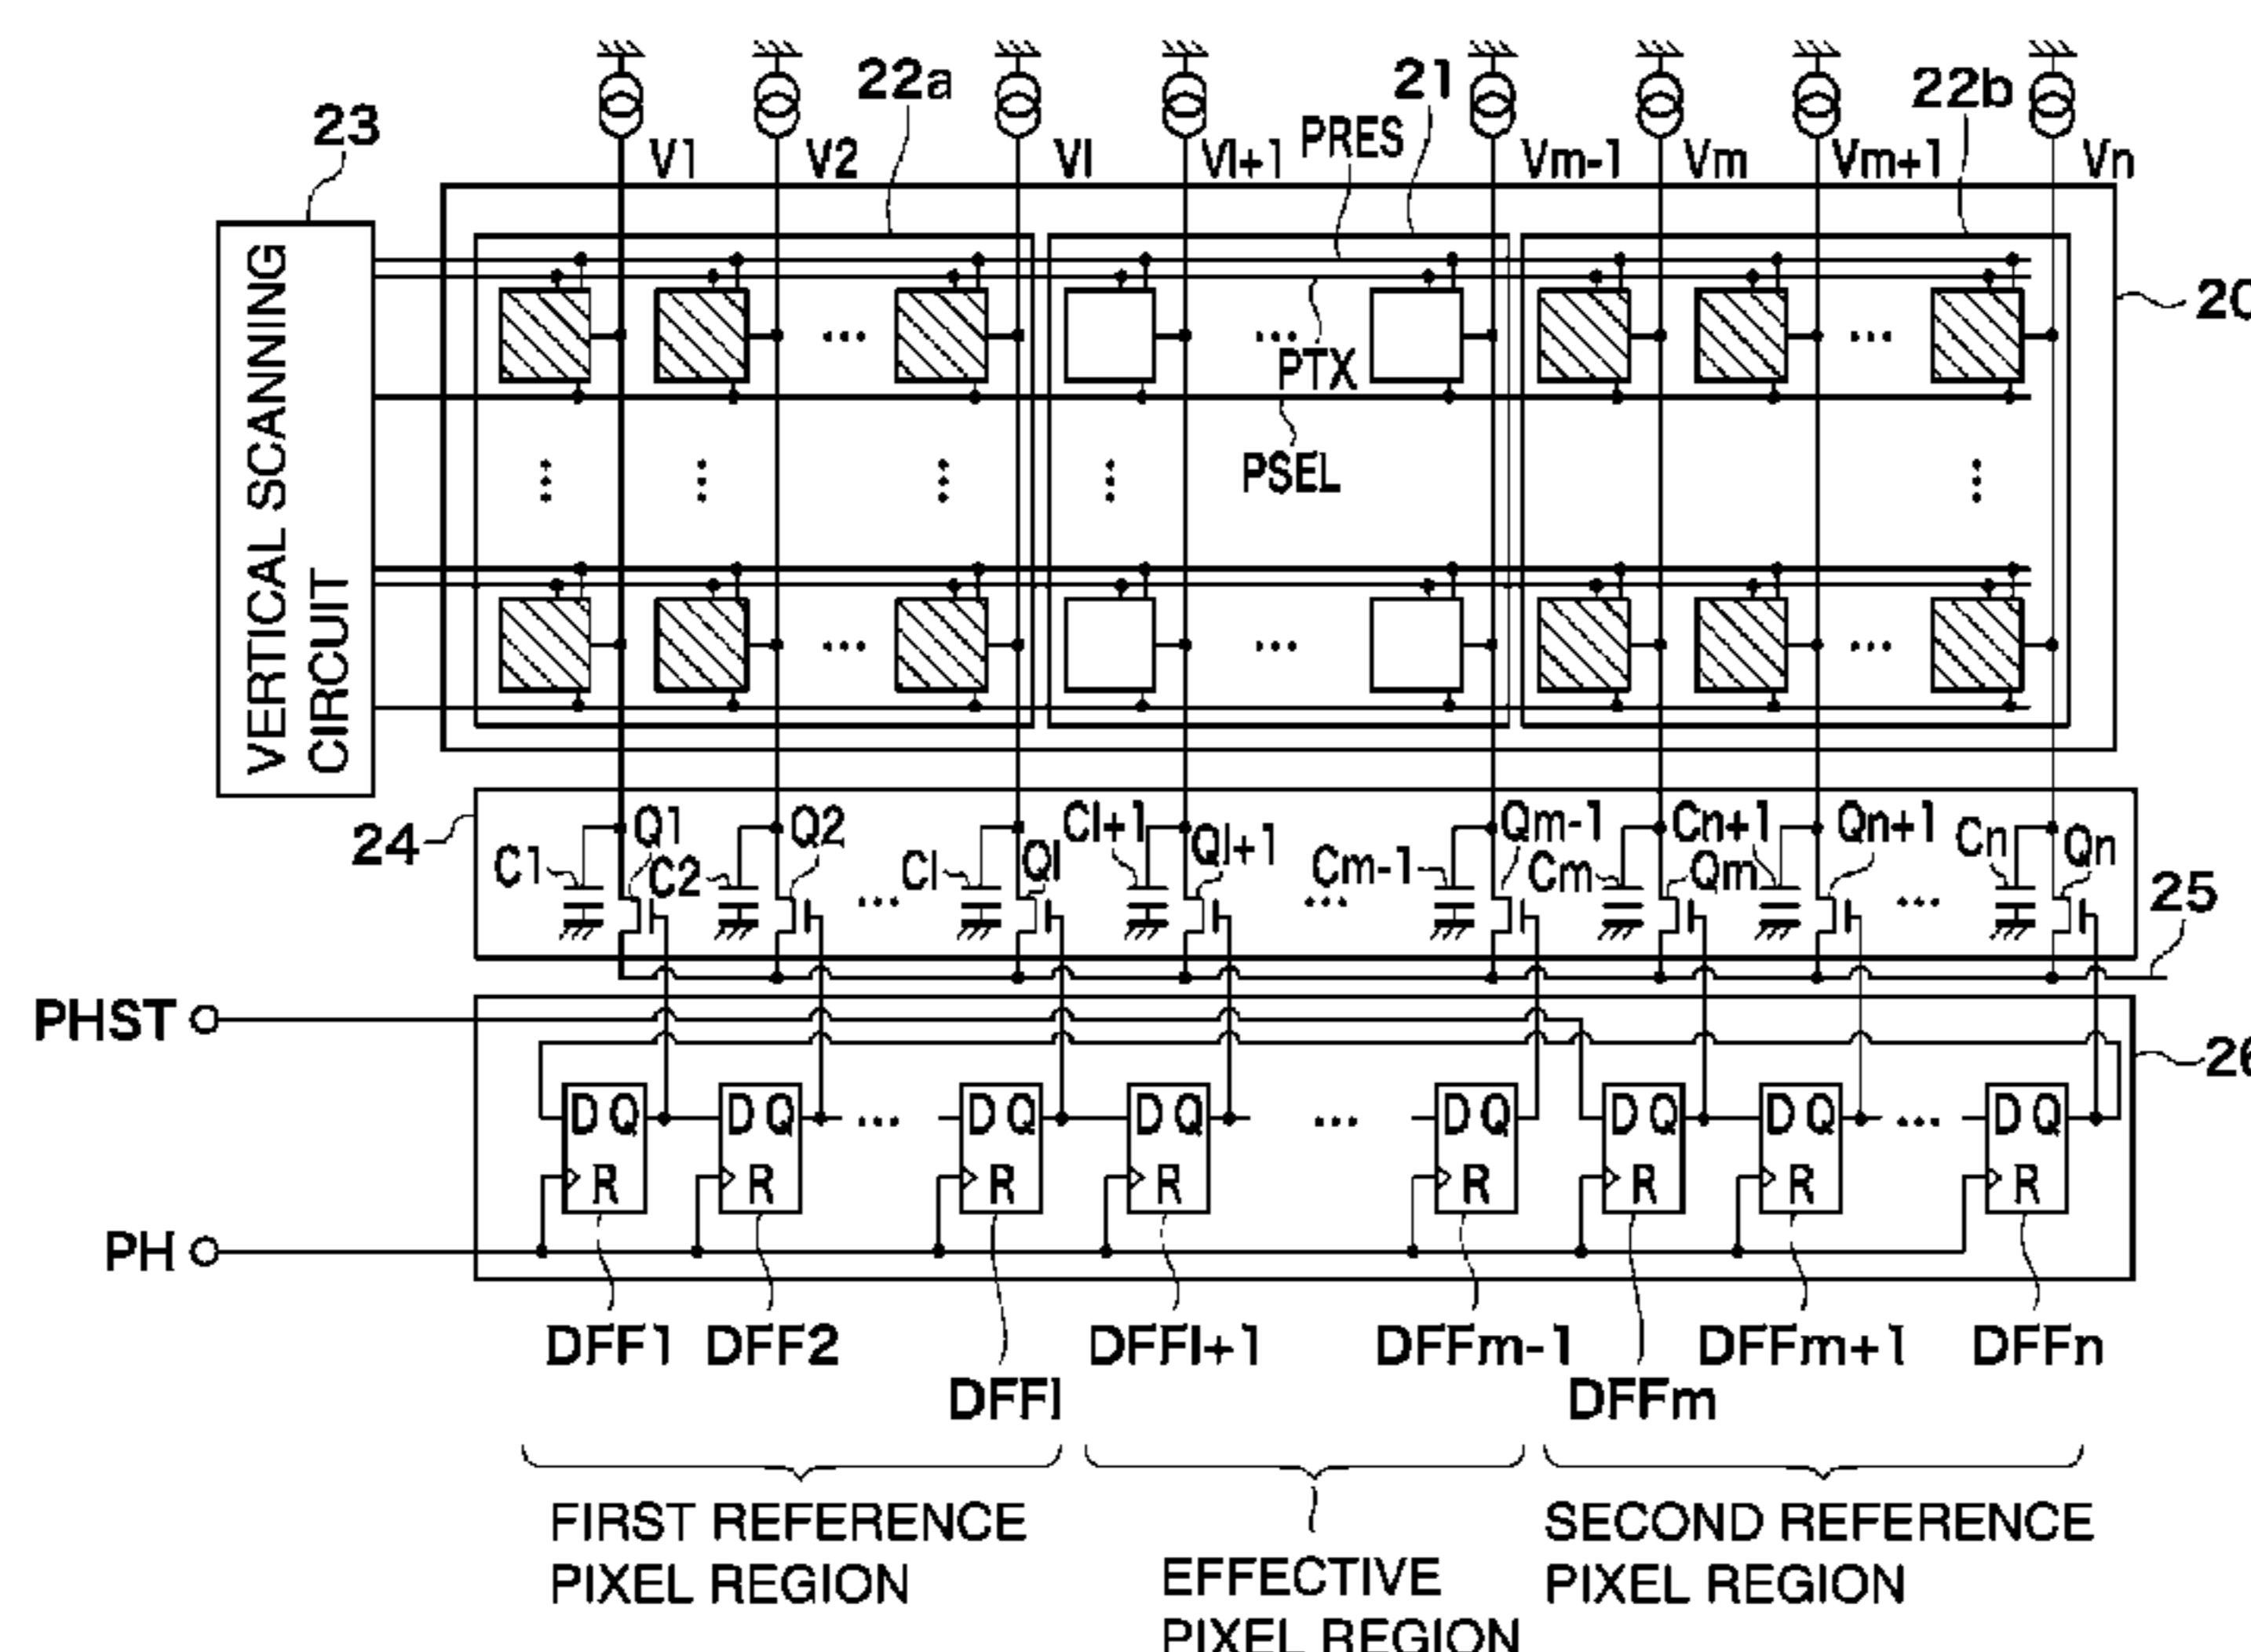 22a
21
22b
23
PRES
V1
V2
Vl
Vl+1
Vm-1
Vm
Vm+1
Vn
VERTICAL SCANNING
CIRCUIT
20
PTX
PSEL
24
C1
Q1
C2
Q2
...
Cl
Ql
Cl+1
Ql+1
...
Cm-1
Qm-1
Cm
Qm
Cn+1
Qn+1
...
Cn
Qn
25
PHST
26
D Q
R
D Q
R
...
D Q
R
D Q
R
...
D Q
R
D Q
R
D Q
R
...
D Q
R
PH
DFF1
DFF2
DFFl
DFFl+1
DFFm-1
DFFm
DFFm+1
DFFn
FIRST REFERENCE
PIXEL REGION
EFFECTIVE
PIXEL REGION
SECOND REFERENCE
PIXEL REGION